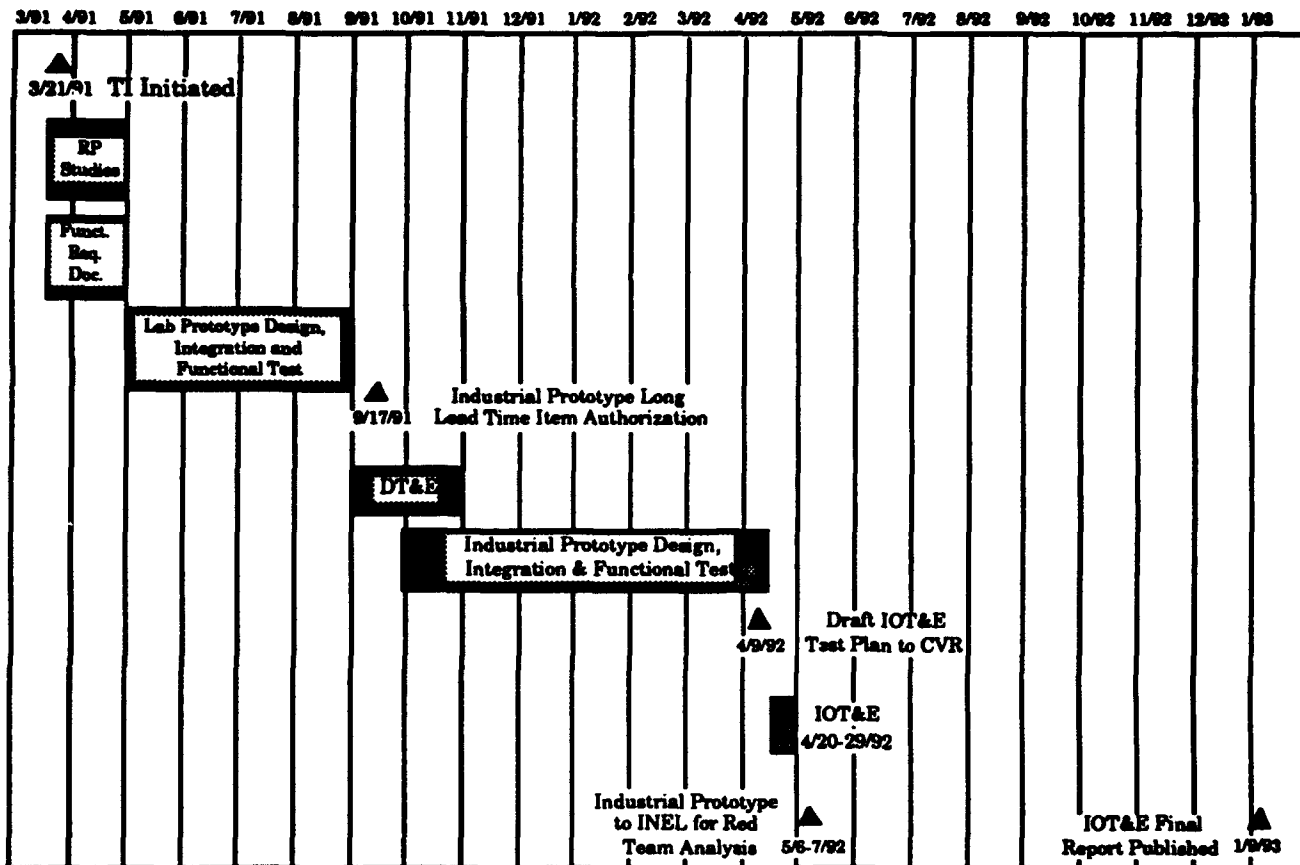 3/91 4/91 5/91 6/91 7/91 8/91 9/91 10/91 11/91 12/91 1/92 2/92 3/92 4/92 5/92 6/92 7/92 8/92 9/92 10/92 11/92 12/92 1/93
3/21/91 TI Initiated
RP
Studies
Funct.
Req.
Doc.
Lab Prototype Design,
Integration and
Functional Test
9/17/91
Industrial Prototype Long
Lead Time Item Authorization
DT&E
Industrial Prototype Design,
Integration & Functional Test
4/9/92
Draft IOT&E
Test Plan to CVR
IOT&E
4/20-29/92
Industrial Prototype
to INEL for Red
Team Analysis
5/6-7/92
IOT&E Final
Report Published
1/9/93